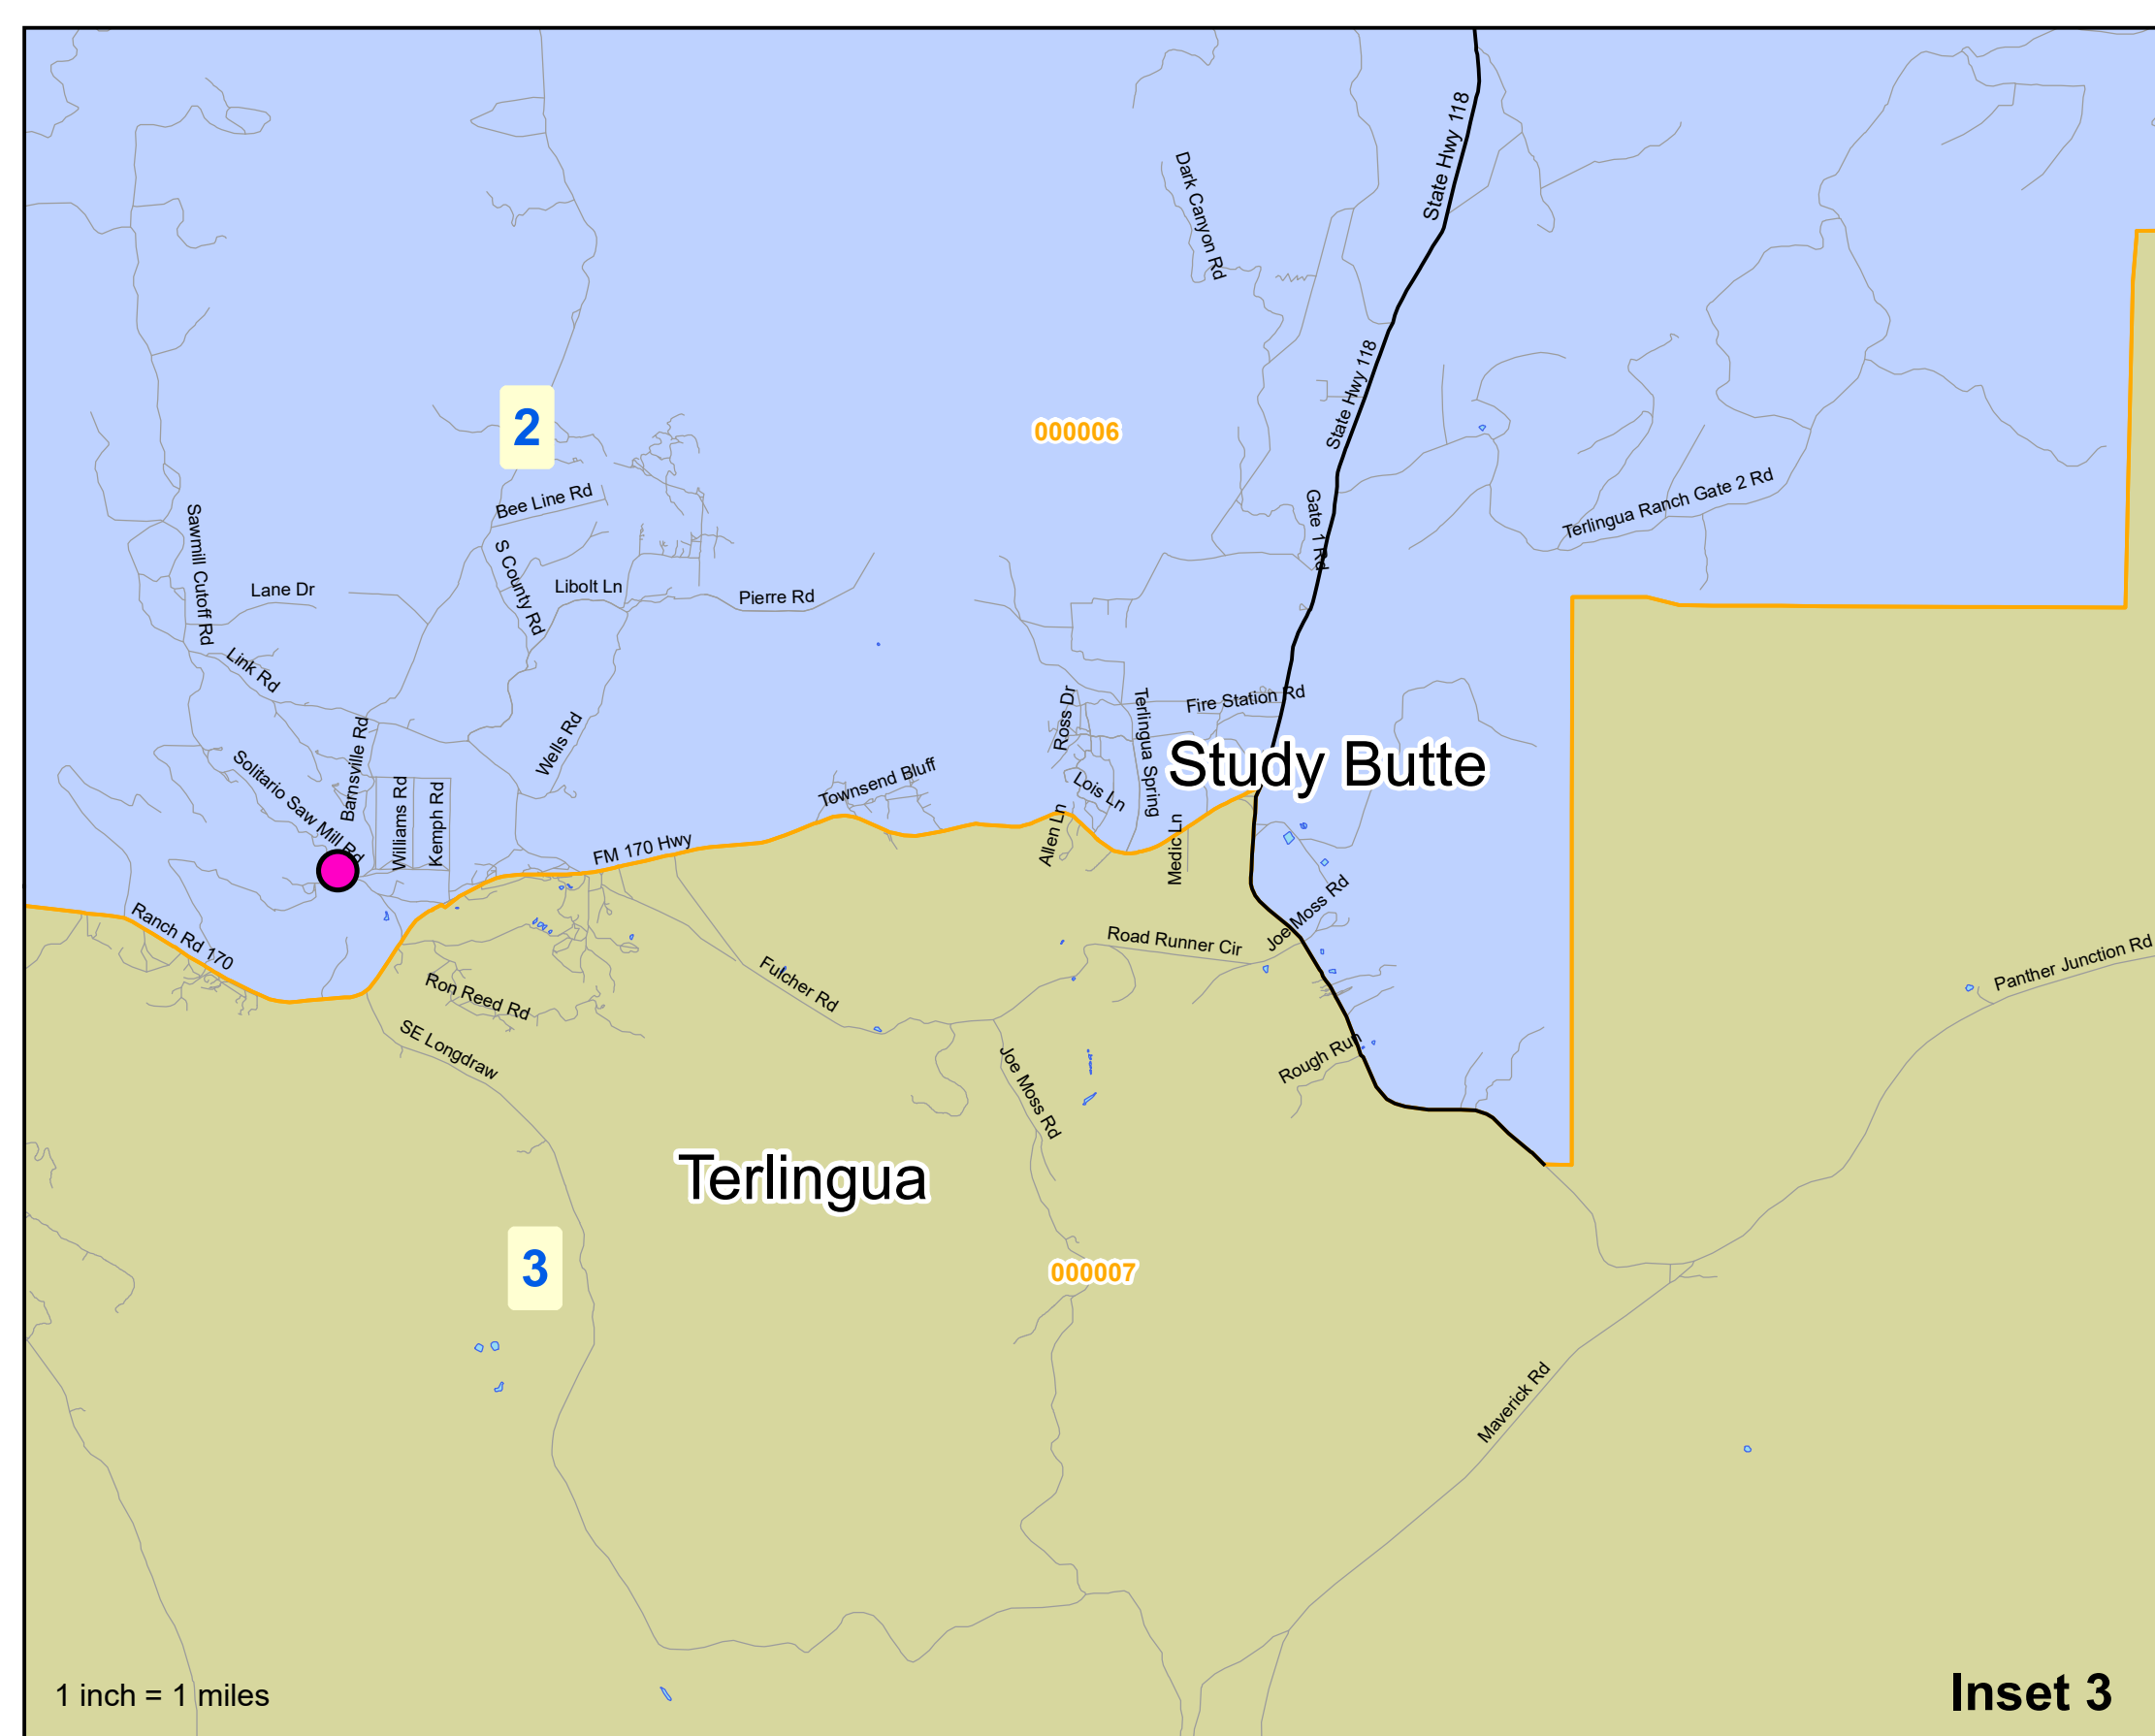 State Hwy 118
Dark Canyon Rd
State Hwy 118
2
000006
Bee Line Rd
Gate 1 Rd
Terlingua Ranch Gate 2 Rd
Sawmill Cutoff Rd
S County Rd
Lane Dr
Libolt Ln
Pierre Rd
Link Rd
Ross Dr
Terlingua Spring
Fire Station Rd
Barnsville Rd
Wells Rd
Study Butte
Solitario Saw Mill Rd
Williams Rd
Kemph Rd
Townsend Bluff
Lois Ln
Allen Ln
Medic Ln
FM 170 Hwy
Ranch Rd 170
Joe Moss Rd
Road Runner Cir
Panther Junction Rd
Fulcher Rd
Ron Reed Rd
SE Longdraw
Rough Run
Joe Moss Rd
Terlingua
3
000007
Maverick Rd
1 inch = 1 miles
Inset 3